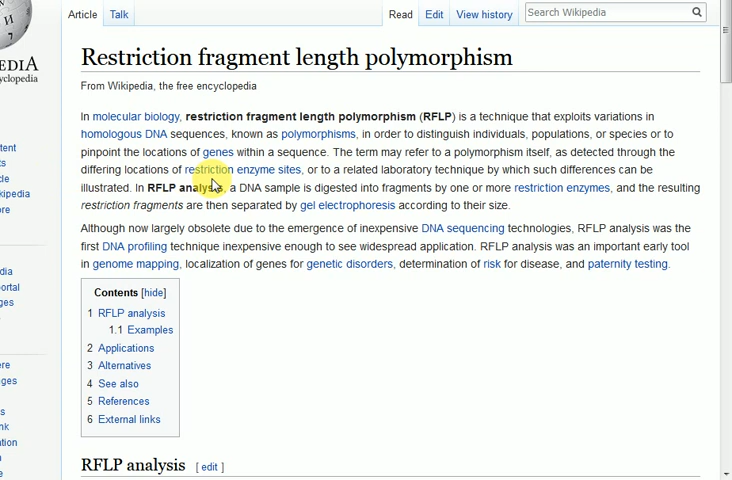 Article Talk Read Edit View history Search Wikipedia
Restriction fragment length polymorphism
From Wikipedia, the free encyclopedia
In molecular biology, restriction fragment length polymorphism (RFLP) is a technique that exploits variations in
homologous DNA sequences, known as polymorphisms, in order to distinguish individuals, populations, or species or to
pinpoint the locations of genes within a sequence. The term may refer to a polymorphism itself, as detected through the
differing locations of restriction enzyme sites, or to a related laboratory technique by which such differences can be
illustrated. In RFLP analysis, a DNA sample is digested into fragments by one or more restriction enzymes, and the resulting
restriction fragments are then separated by gel electrophoresis according to their size.
Although now largely obsolete due to the emergence of inexpensive DNA sequencing technologies, RFLP analysis was the
first DNA profiling technique inexpensive enough to see widespread application. RFLP analysis was an important early tool
in genome mapping, localization of genes for genetic disorders, determination of risk for disease, and paternity testing.
Contents [hide]
1 RFLP analysis
1.1 Examples
2 Applications
3 Alternatives
4 See also
5 References
6 External links
RFLP analysis [ edit ]